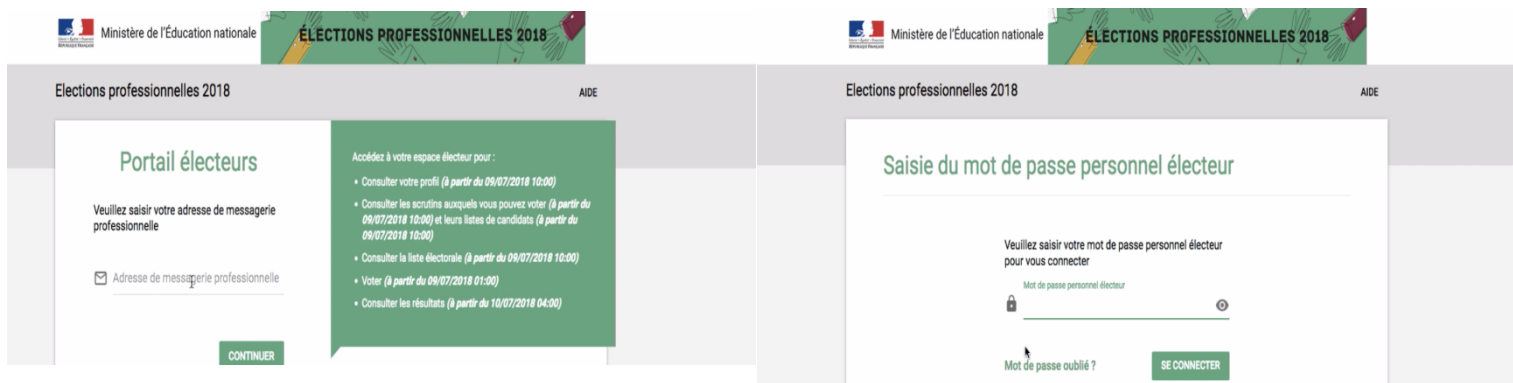 Ministère de l'Éducation nationale
ÉLECTIONS PROFESSIONNELLES 2018
Elections professionnelles 2018
AIDE
Portail électeurs
Veuillez saisir votre adresse de messagerie
professionnelle
Adresse de messagerie professionnelle
CONTINUER
Accédez à votre espace électeur pour :
• Consulter votre profil (à partir du 09/07/2018 10:00)
• Consulter les scrutins auxquels vous pouvez voter (à partir du
09/07/2018 10:00) et leurs listes de candidats (à partir du
09/07/2018 10:00)
• Consulter la liste électorale (à partir du 09/07/2018 10:00)
• Voter (à partir du 09/07/2018 01:00)
• Consulter les résultats (à partir du 10/07/2018 04:00)
Ministère de l'Éducation nationale
ÉLECTIONS PROFESSIONNELLES 2018
Elections professionnelles 2018
AIDE
Saisie du mot de passe personnel électeur
Veuillez saisir votre mot de passe personnel électeur
pour vous connecter
Mot de passe personnel électeur
Mot de passe oublié ?
SE CONNECTER